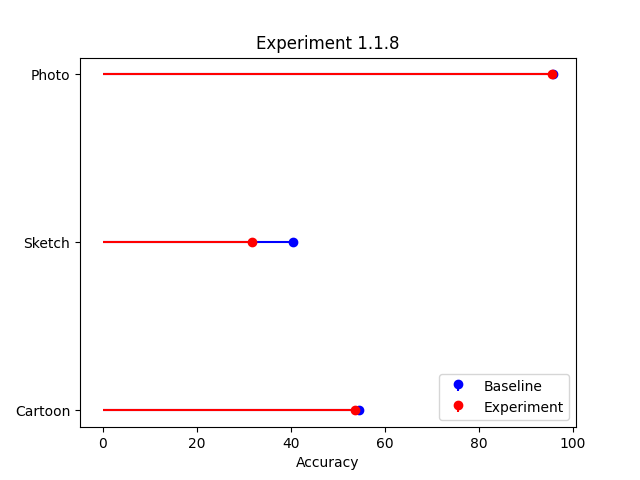 Experiment 1.1.8
Photo
Sketch
Cartoon
Baseline
Experiment
0 20 40 60 80 100
Accuracy